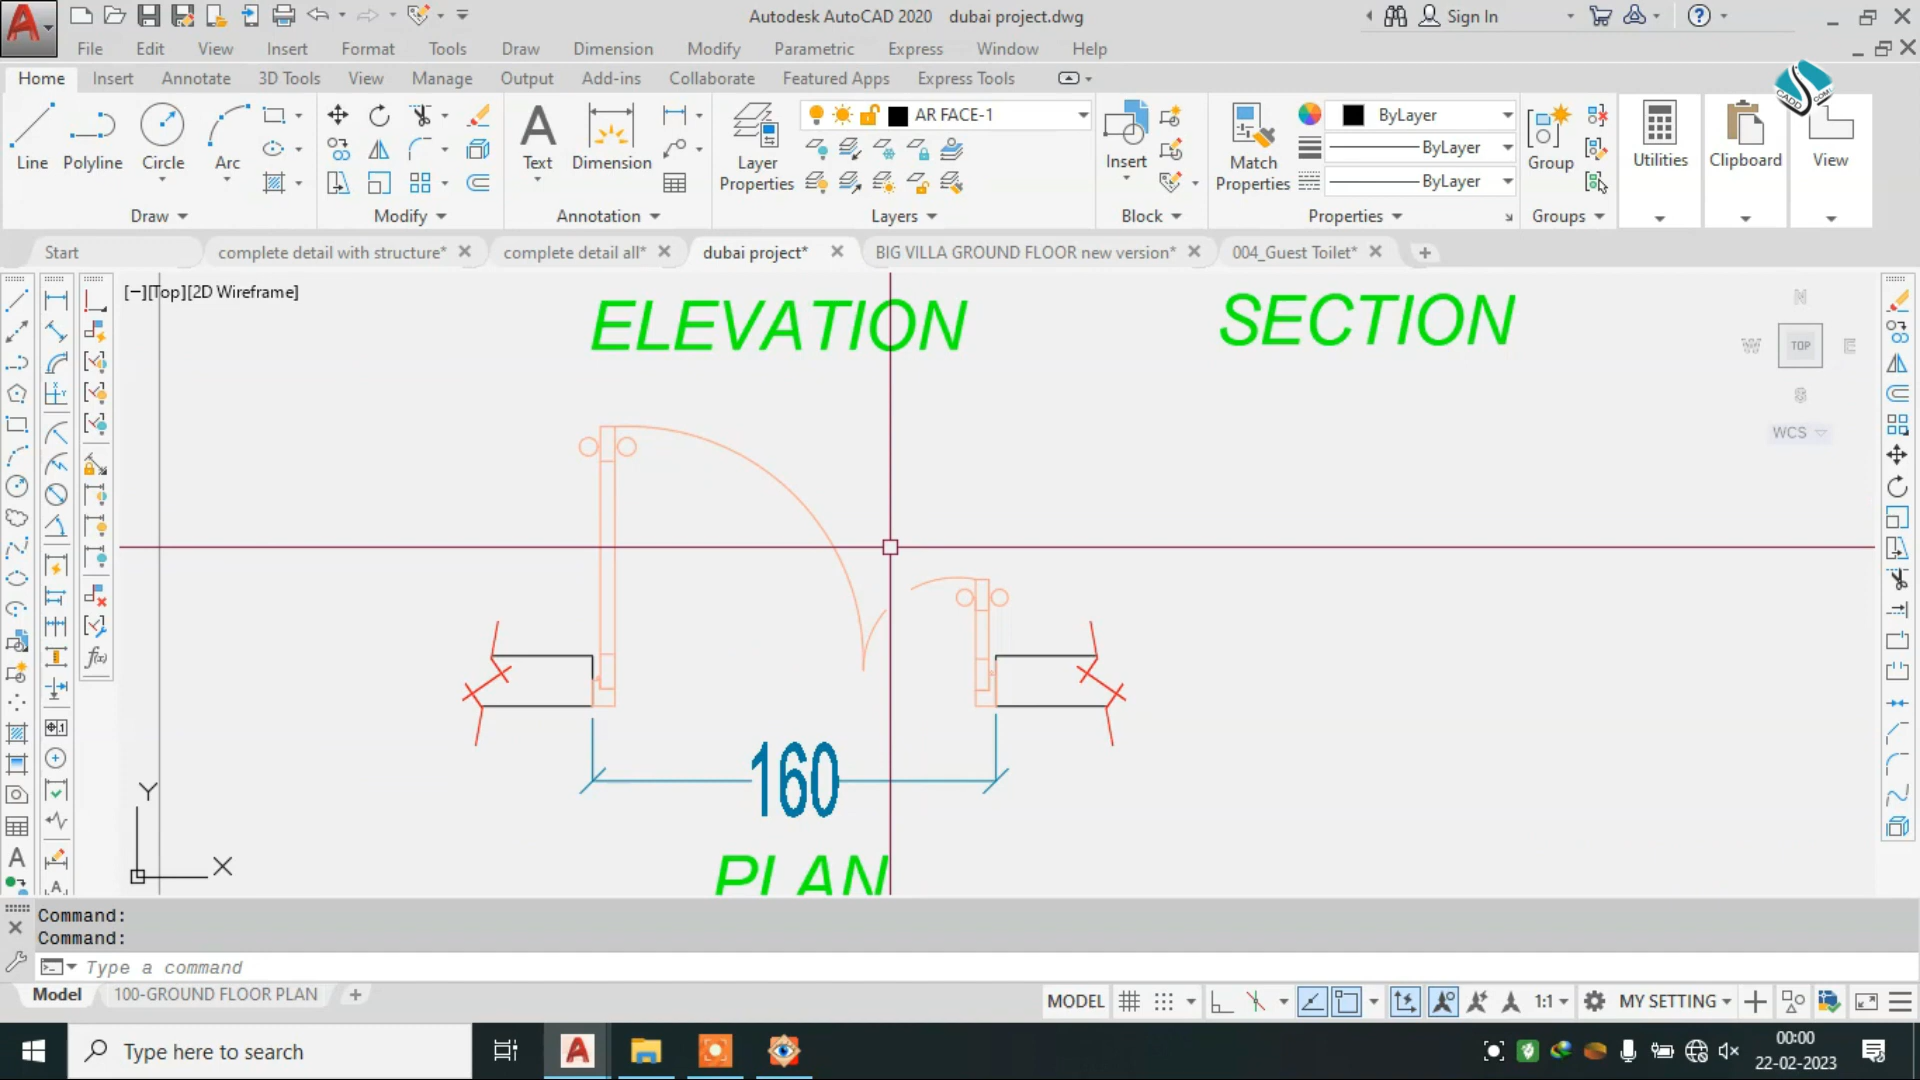 Autodesk AutoCAD 2020 dubai project.dwg
Sign In
File Edit View Insert Format Tools Draw Dimension Modify Parametric Express Window Help
Home Insert Annotate 3D Tools View Manage Output Add-ins Collaborate Featured Apps Express Tools
AR FACE-1
ByLayer
ByLayer
ByLayer
Line Polyline Circle Arc
Text Dimension
Layer Properties
Insert
Match Properties
Group
Utilities Clipboard View
Draw Modify Annotation Layers Block Properties Groups
Start complete detail with structure* complete detail all* dubai project* BIG VILLA GROUND FLOOR new version* 004_Guest Toilet*
[−][Top][2D Wireframe]
ELEVATION SECTION
N
W TOP E
S
WCS
160
PLAN
Y
X
Command:
Command:
Type a command
Model 100-GROUND FLOOR PLAN
MODEL 1:1 MY SETTING
Type here to search
00:00
22-02-2023